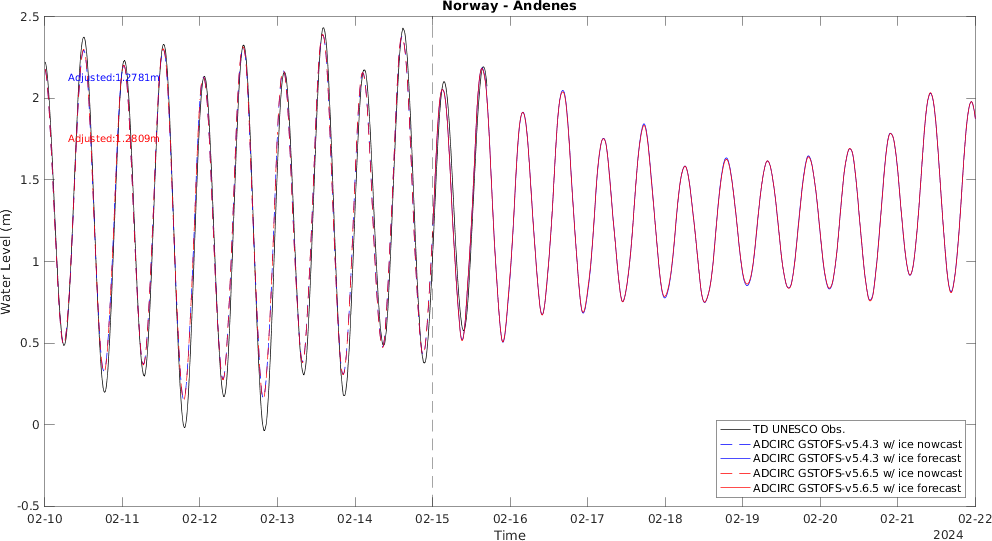 Norway - Andenes
2.5
2
1.5
1
0.5
0
-0.5
Water Level (m)
Adjusted:1.2781m
Adjusted:1.2809m
TD UNESCO Obs.
ADCIRC GSTOFS-v5.4.3 w/ ice nowcast
ADCIRC GSTOFS-v5.4.3 w/ ice forecast
ADCIRC GSTOFS-v5.6.5 w/ ice nowcast
ADCIRC GSTOFS-v5.6.5 w/ ice forecast
02-10 02-11 02-12 02-13 02-14 02-15 02-16 02-17 02-18 02-19 02-20 02-21 02-22
Time
2024